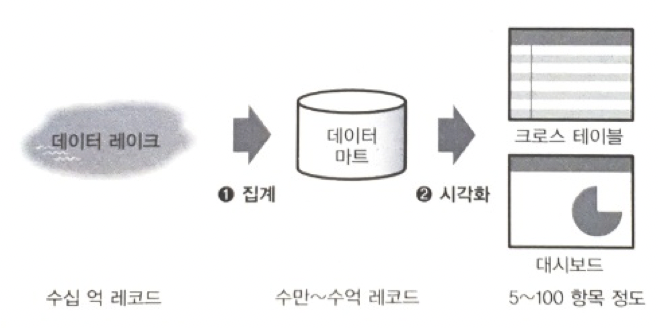 데이터 레이크
❶ 집계
데이터
마트
❷ 시각화
크로스 테이블
대시보드
수십 억 레코드
수만~수억 레코드
5~100 항목 정도